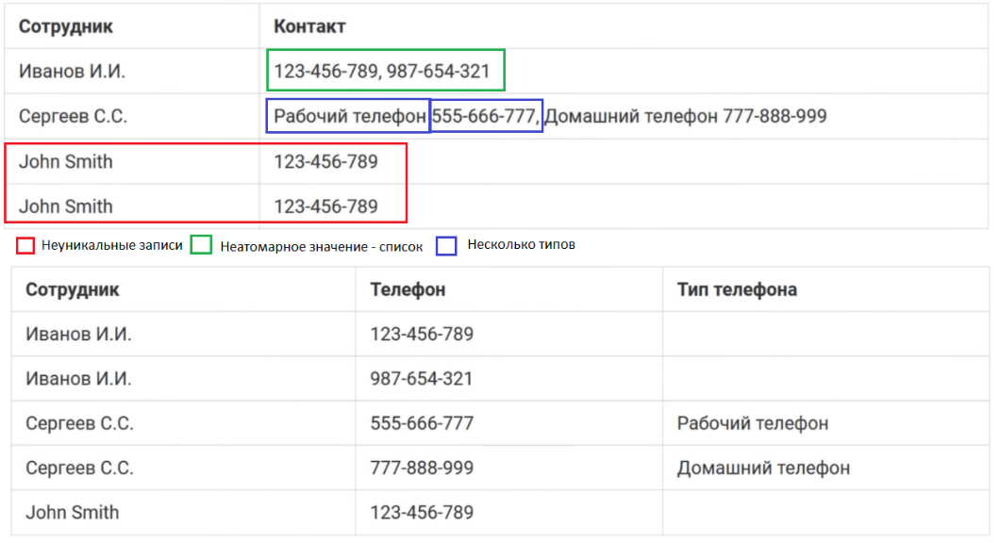 Сотрудник Контакт
Иванов И.И. 123-456-789, 987-654-321
Сергеев С.С. Рабочий телефон 555-666-777, Домашний телефон 777-888-999
John Smith 123-456-789
John Smith 123-456-789
Неуникальные записи Неатомарное значение - список Несколько типов
Сотрудник Телефон Тип телефона
Иванов И.И. 123-456-789
Иванов И.И. 987-654-321
Сергеев С.С. 555-666-777 Рабочий телефон
Сергеев С.С. 777-888-999 Домашний телефон
John Smith 123-456-789